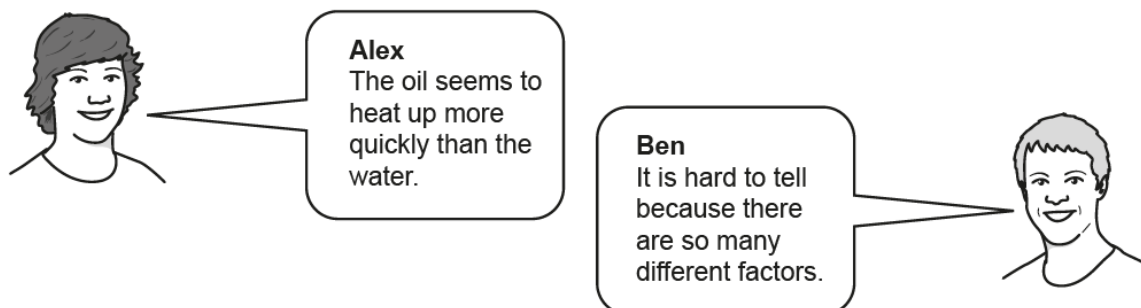 Alex
The oil seems to
heat up more
quickly than the
water.
Ben
It is hard to tell
because there
are so many
different factors.